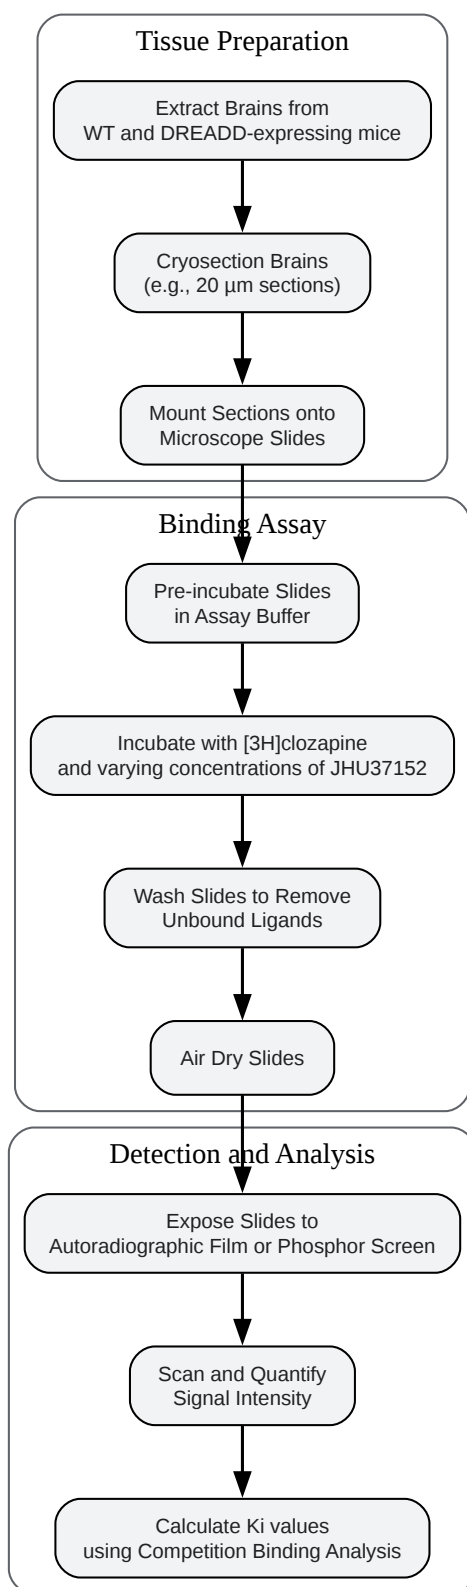 Tissue Preparation
Extract Brains from
WT and DREADD-expressing mice
Cryosection Brains
(e.g., 20 µm sections)
Mount Sections onto
Microscope Slides
Binding Assay
Pre-incubate Slides
in Assay Buffer
Incubate with [3H]clozapine
and varying concentrations of JHU37152
Wash Slides to Remove
Unbound Ligands
Air Dry Slides
Detection and Analysis
Expose Slides to
Autoradiographic Film or Phosphor Screen
Scan and Quantify
Signal Intensity
Calculate Ki values
using Competition Binding Analysis